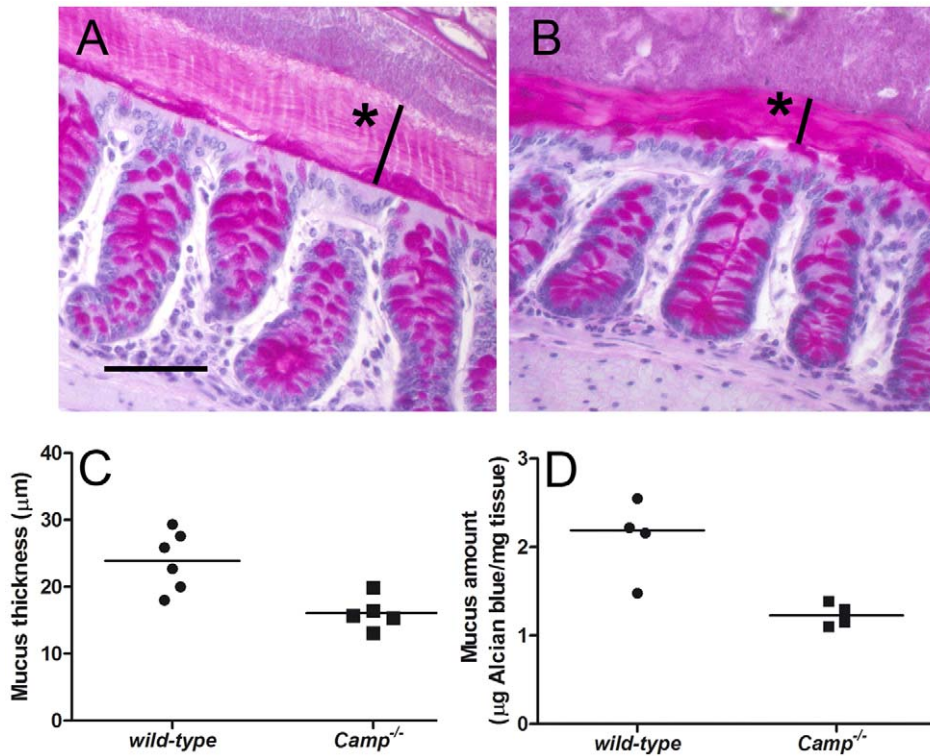 A
*
B
*
C
Mucus thickness (μm)
40
30
20
10
0
wild-type
Camp-/-
D
Mucus amount
(μg Alcian blue/mg tissue)
3
2
1
0
wild-type
Camp-/-